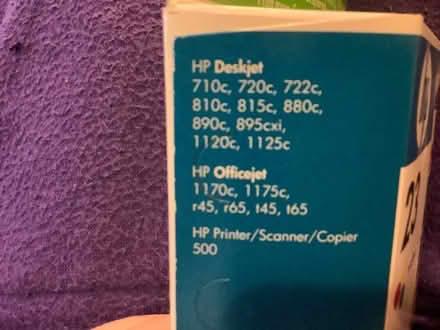 HP Deskjet
710c, 720c, 722c,
810c, 815c, 880c,
890c, 895cxi,
1120c, 1125c
HP Officejet
1170c, 1175c,
r45, r65, t45, t65
HP Printer/Scanner/Copier
500
23